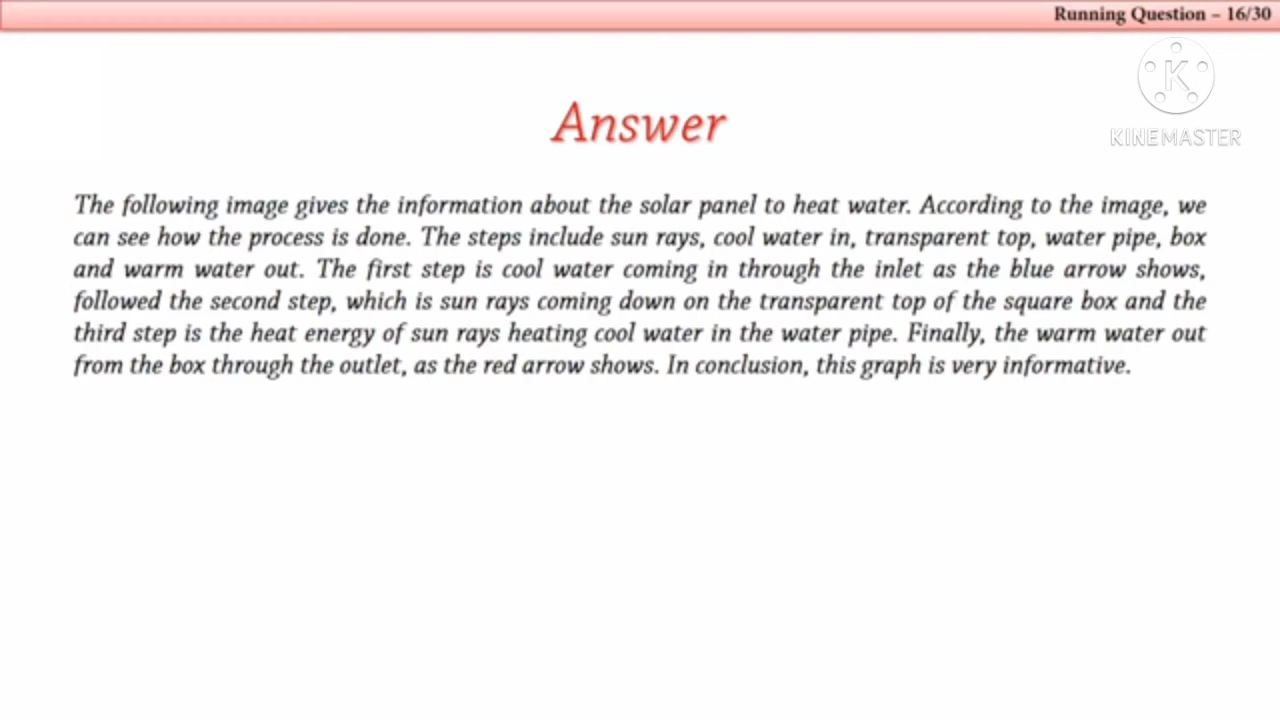 Running Question – 16/30
K
KINEMASTER
Answer
The following image gives the information about the solar panel to heat water. According to the image, we
can see how the process is done. The steps include sun rays, cool water in, transparent top, water pipe, box
and warm water out. The first step is cool water coming in through the inlet as the blue arrow shows,
followed the second step, which is sun rays coming down on the transparent top of the square box and the
third step is the heat energy of sun rays heating cool water in the water pipe. Finally, the warm water out
from the box through the outlet, as the red arrow shows. In conclusion, this graph is very informative.